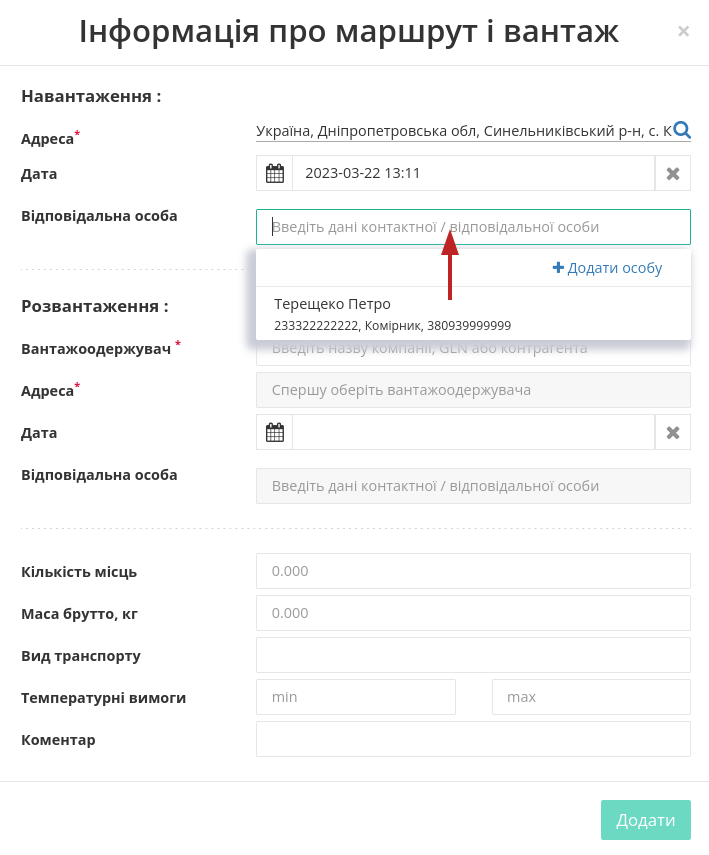 Інформація про маршрут і вантаж ×
Навантаження :
Адреса* Україна, Дніпропетровська обл, Синельниківський р-н, с. К
Дата 2023-03-22 13:11
Відповідальна особа Введіть дані контактної / відповідальної особи
Додати особу
Терещеко Петро
233322222222, Комірник, 380939999999
Розвантаження :
Вантажоодержувач * Введіть назву компанії, GLN або контрагента
Адреса* Спершу оберіть вантажоодержувача
Дата
Відповідальна особа Введіть дані контактної / відповідальної особи
Кількість місць 0.000
Маса брутто, кг 0.000
Вид транспорту
Температурні вимоги min max
Коментар
Додати